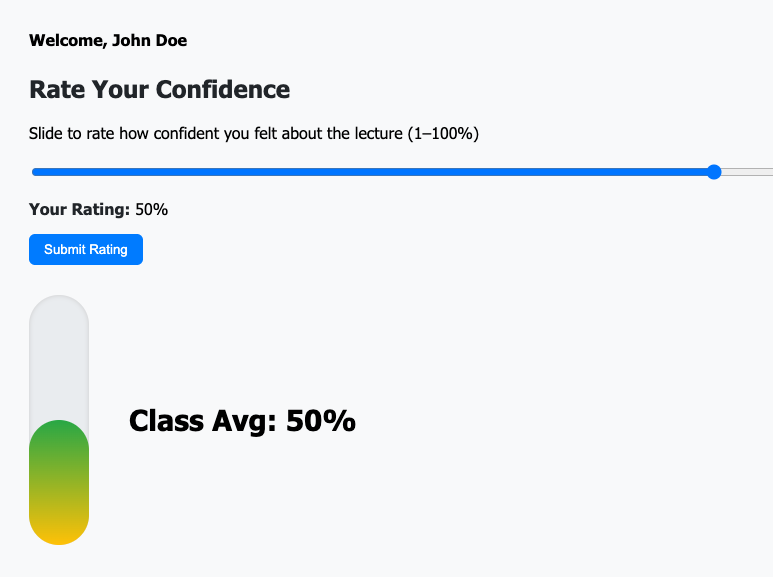 Welcome, John Doe
Rate Your Confidence
Slide to rate how confident you felt about the lecture (1–100%)
Your Rating: 50%
Submit Rating
Class Avg: 50%